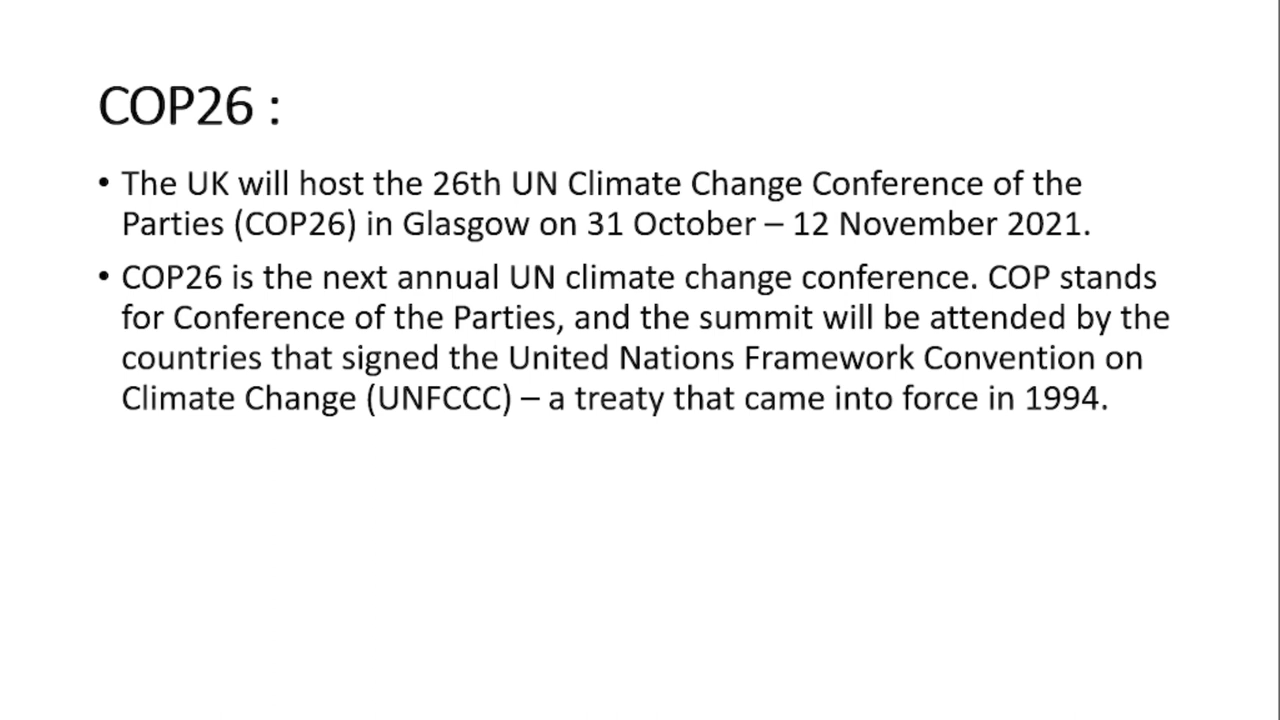 COP26 :
• The UK will host the 26th UN Climate Change Conference of the
Parties (COP26) in Glasgow on 31 October – 12 November 2021.
• COP26 is the next annual UN climate change conference. COP stands
for Conference of the Parties, and the summit will be attended by the
countries that signed the United Nations Framework Convention on
Climate Change (UNFCCC) – a treaty that came into force in 1994.